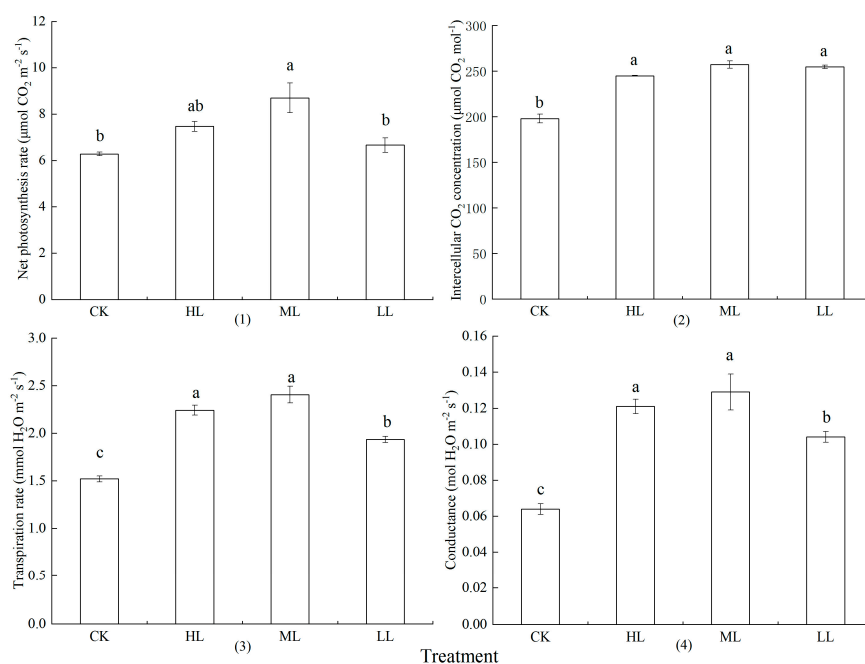 Net photosynthesis rate (μmol CO₂ m⁻² s⁻¹)
12
10
8
6
4
2
0
b
ab
a
b
CK HL ML LL
(1)
Intercellular CO₂ concentration (μmol CO₂ mol⁻¹)
300
250
200
150
100
50
0
b
a
a
a
CK HL ML LL
(2)
Transpiration rate (mmol H₂O m⁻² s⁻¹)
3.0
2.5
2.0
1.5
1.0
0.5
0.0
c
a
a
b
CK HL ML LL
(3)
Conductance (mol H₂O m⁻² s⁻¹)
0.16
0.14
0.12
0.10
0.08
0.06
0.04
0.02
0.00
c
a
a
b
CK HL ML LL
(4)
Treatment